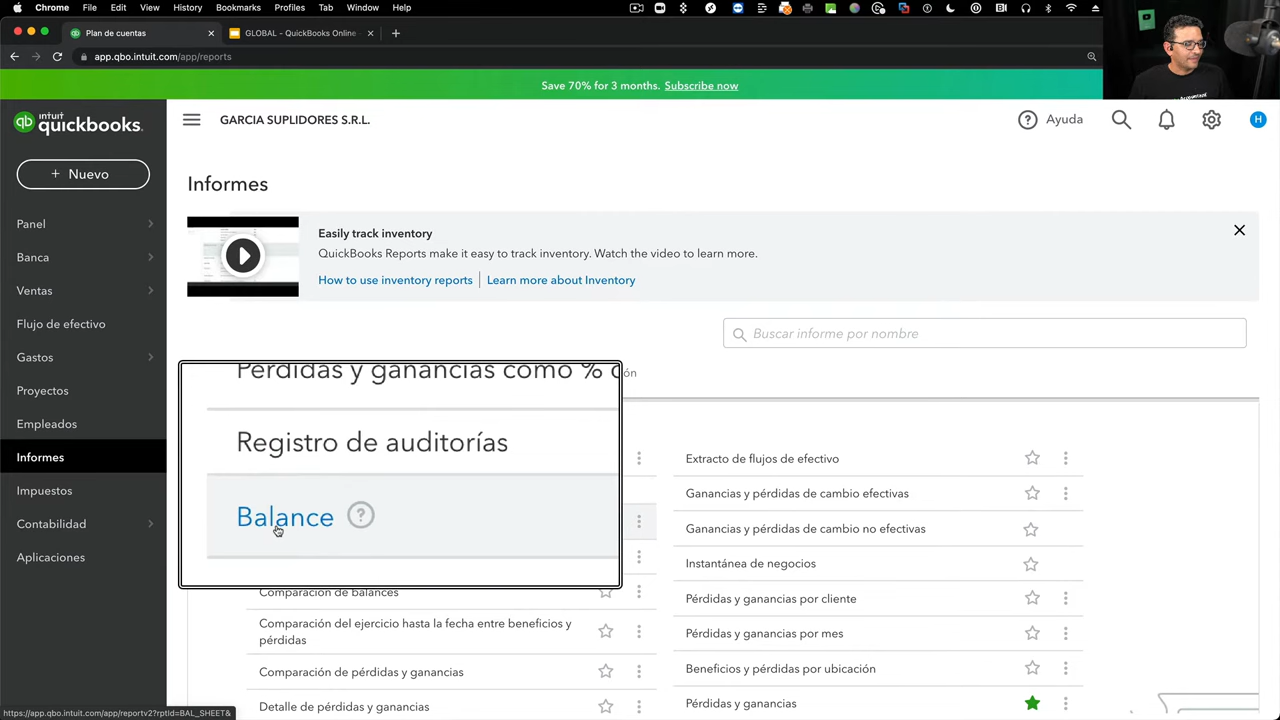 Chrome File Edit View History Bookmarks Profiles Tab Window Help
Plan de cuentas
GLOBAL - QuickBooks Online
app.qbo.intuit.com/app/reports
Save 70% for 3 months. Subscribe now
intuit
quickbooks.
GARCIA SUPLIDORES S.R.L.
Ayuda
H
+ Nuevo
Panel
Banca
Ventas
Flujo de efectivo
Gastos
Proyectos
Empleados
Informes
Impuestos
Contabilidad
Aplicaciones
Informes
Easily track inventory
QuickBooks Reports make it easy to track inventory. Watch the video to learn more.
How to use inventory reports
Learn more about Inventory
Buscar informe por nombre
Pérdidas y ganancias como %
Registro de auditorías
Balance
Comparación de balances
Comparación del ejercicio hasta la fecha entre beneficios y
pérdidas
Comparación de pérdidas y ganancias
Detalle de pérdidas y ganancias
Extracto de flujos de efectivo
Ganancias y pérdidas de cambio efectivas
Ganancias y pérdidas de cambio no efectivas
Instantánea de negocios
Pérdidas y ganancias por cliente
Pérdidas y ganancias por mes
Beneficios y pérdidas por ubicación
Pérdidas y ganancias
https://app.qbo.intuit.com/app/reportv2?rptid=BAL_SHEET&